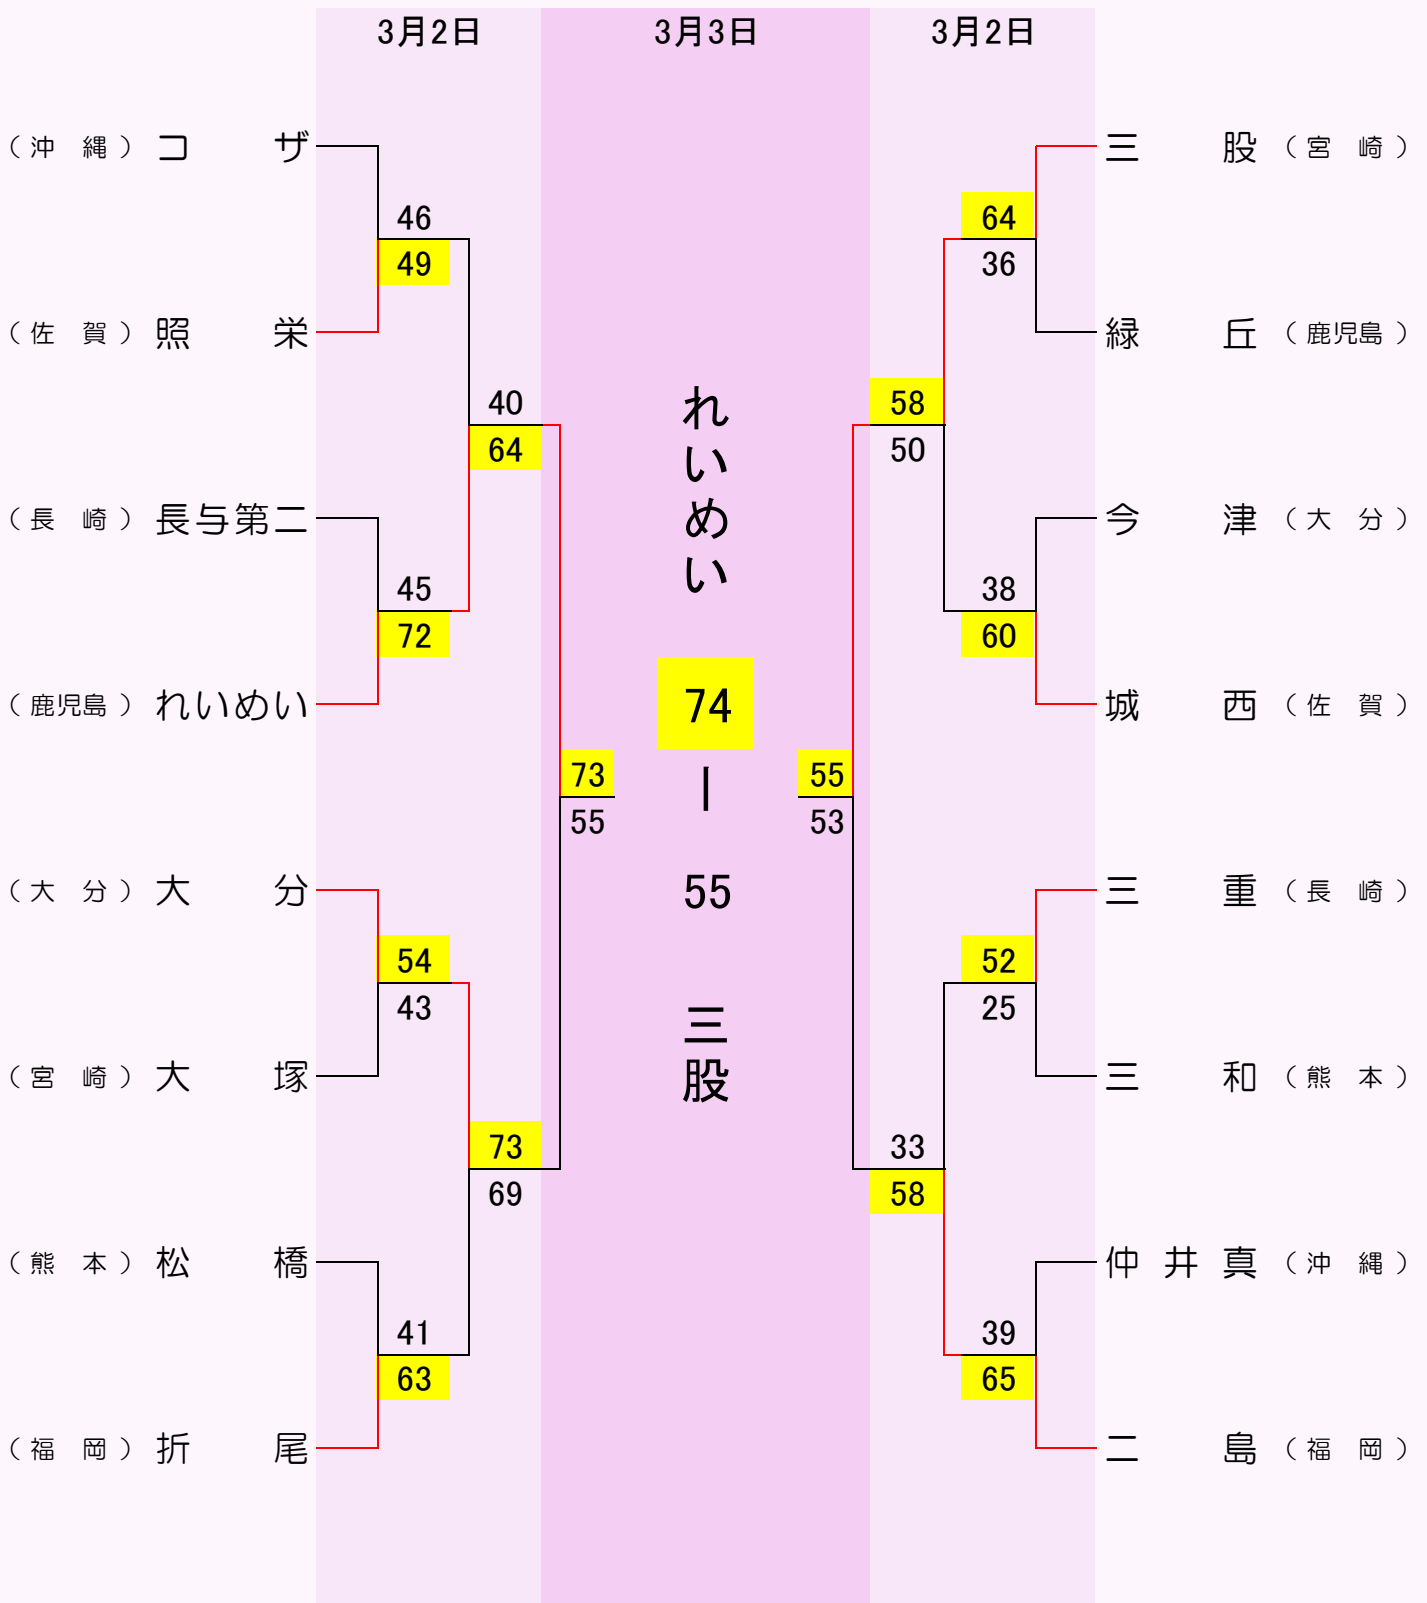 3月2日 3月3日 3月2日
（沖縄）コザ
46
49
（佐賀）照栄
40
64
（長崎）長与第二
45
72
（鹿児島）れいめい
73
55
（大分）大分
54
43
（宮崎）大塚
73
69
（熊本）松橋
41
63
（福岡）折尾
れいめい
74
ー
55
三股
三股（宮崎）
64
36
緑丘（鹿児島）
58
50
今津（大分）
38
60
城西（佐賀）
55
53
三重（長崎）
52
25
三和（熊本）
33
58
仲井真（沖縄）
39
65
二島（福岡）